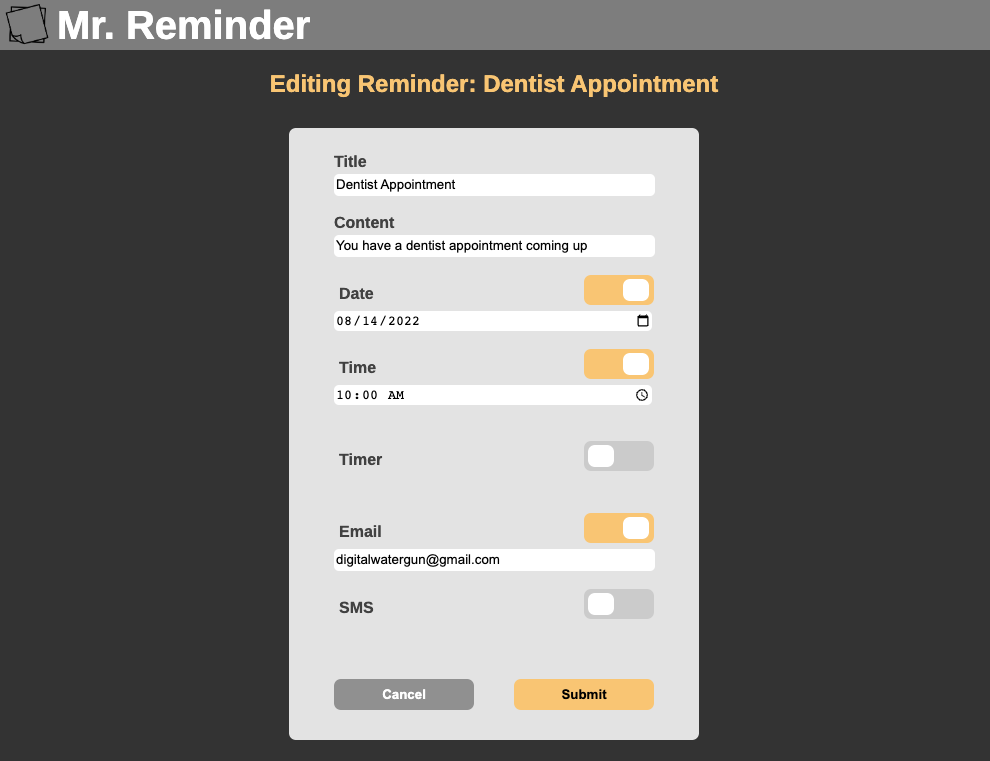 Mr. Reminder
Editing Reminder: Dentist Appointment
Title
Dentist Appointment
Content
You have a dentist appointment coming up
Date
08/14/2022
Time
10:00 AM
Timer
Email
digitalwatergun@gmail.com
SMS
Cancel
Submit